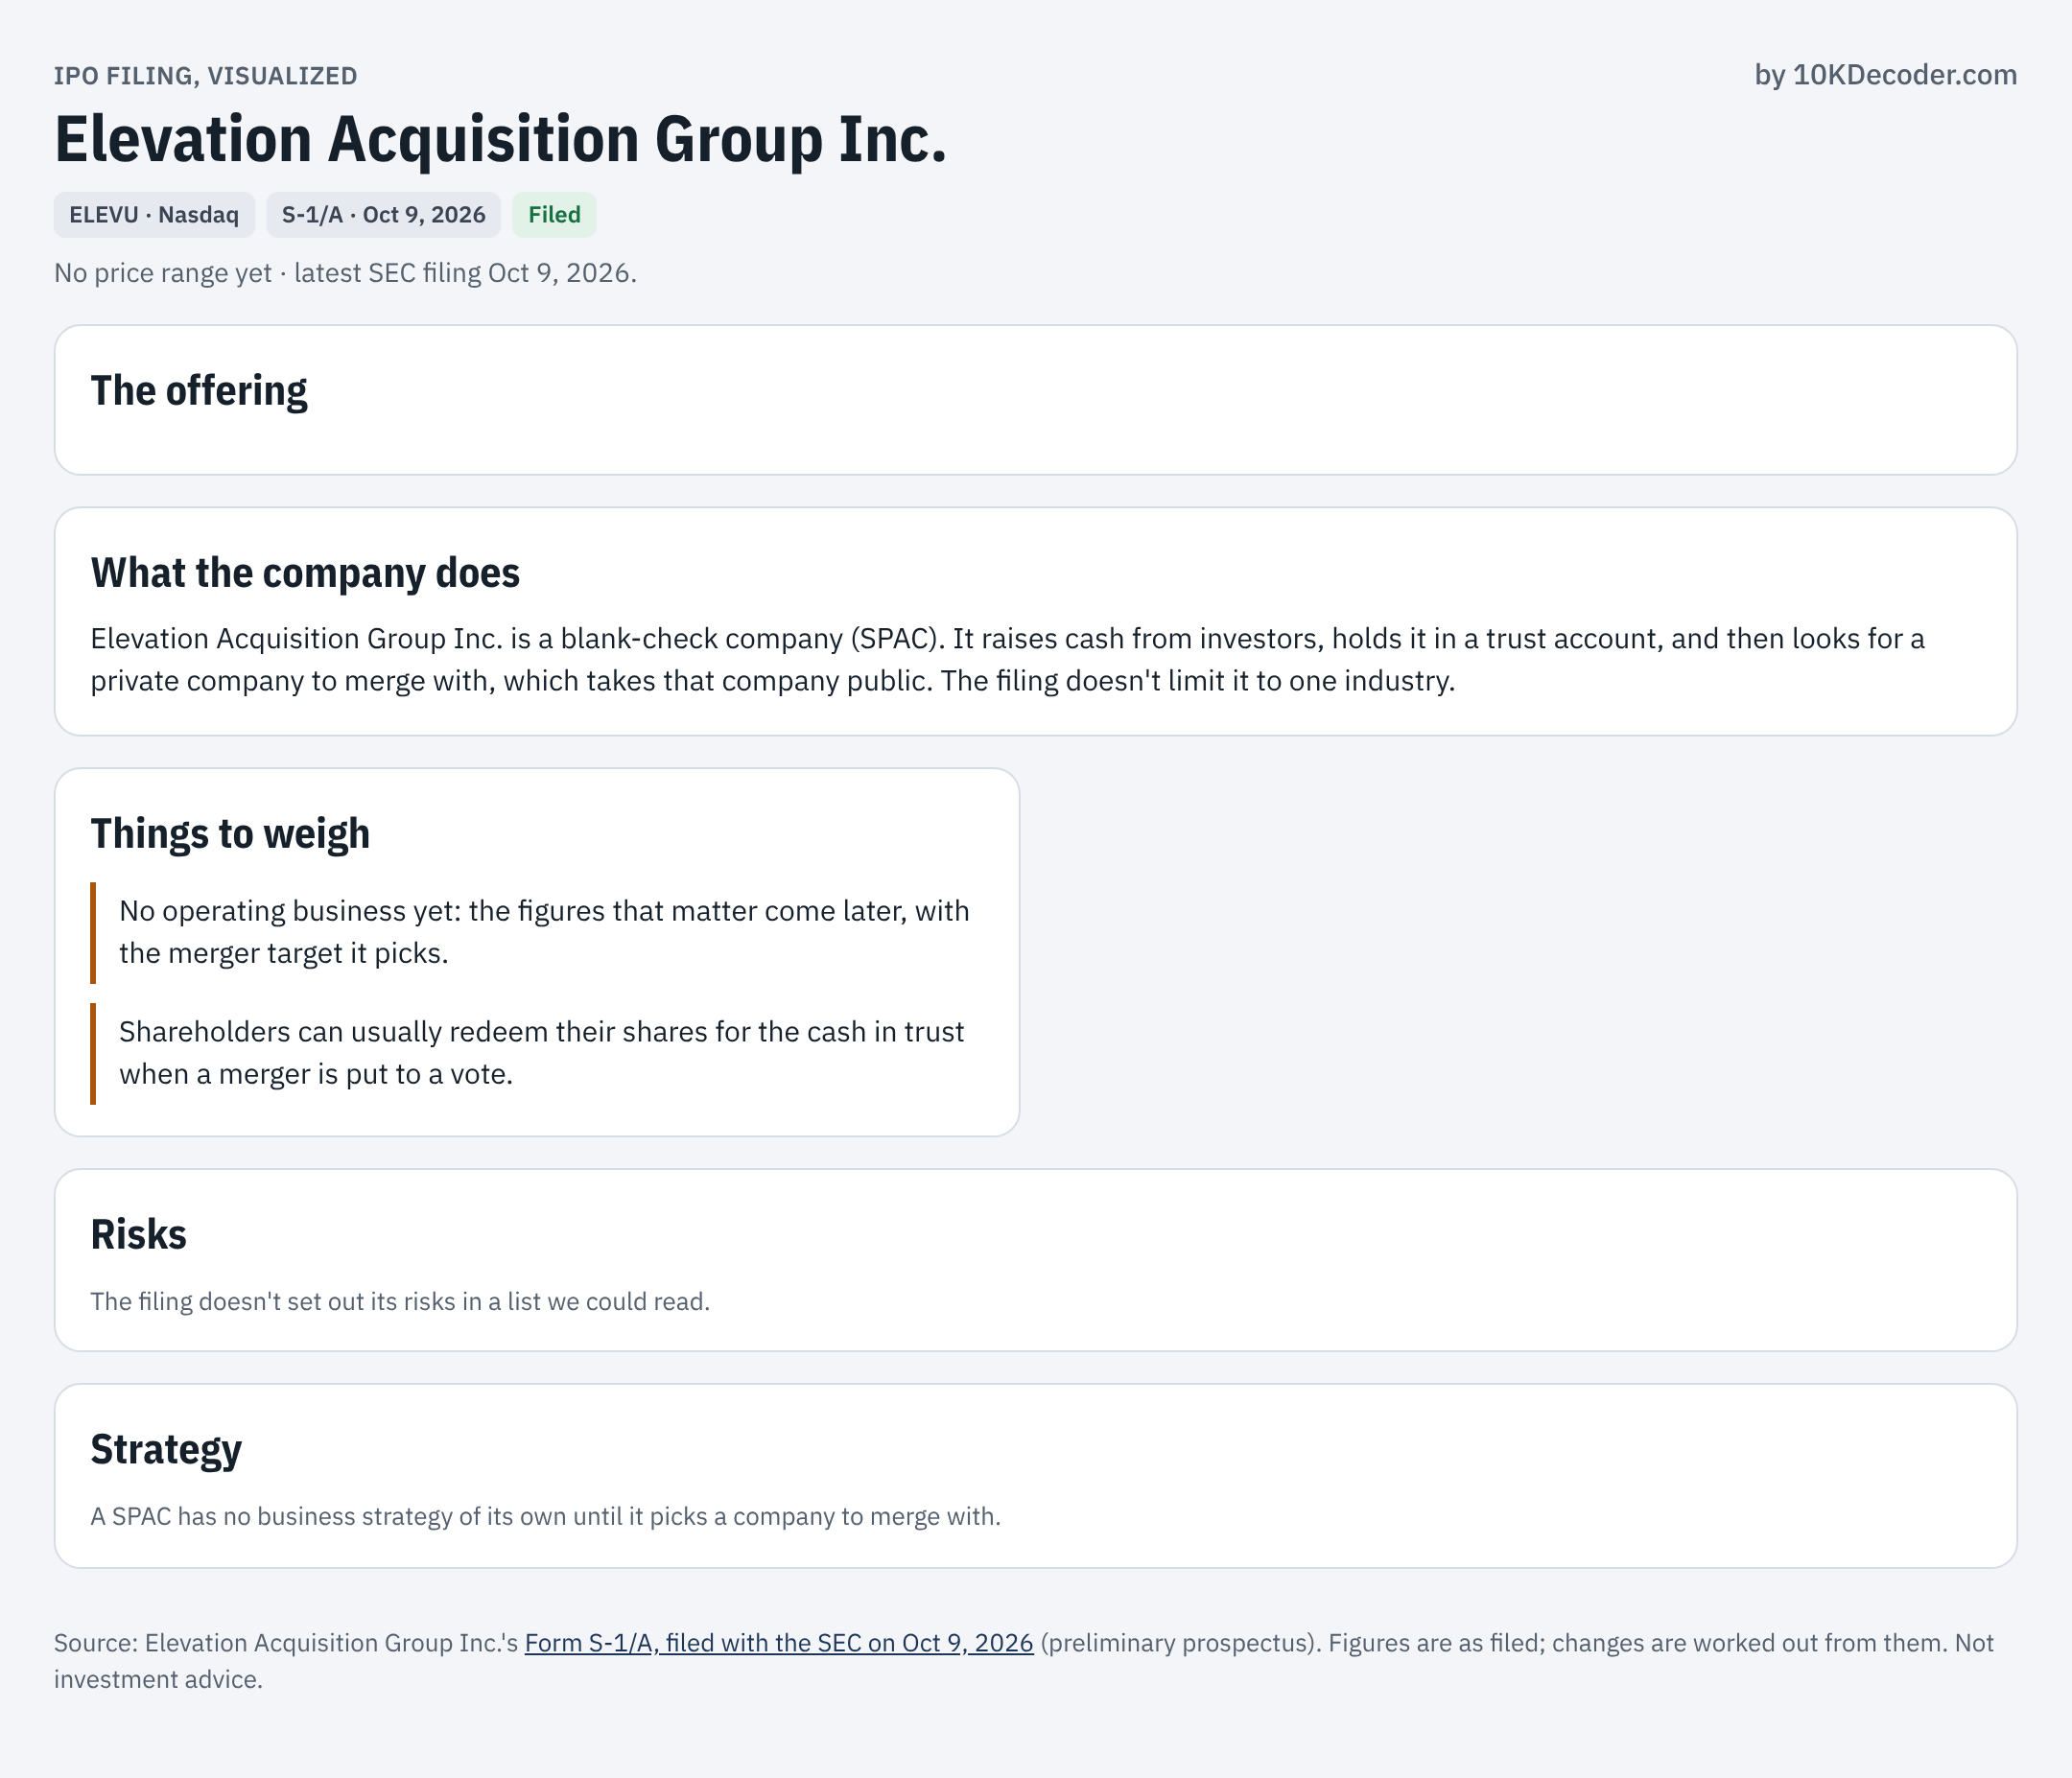 IPO FILING, VISUALIZED
by 10KDecoder.com
Elevation Acquisition Group Inc.
ELEVU · Nasdaq
S-1/A · Oct 9, 2026
Filed
No price range yet · latest SEC filing Oct 9, 2026.
The offering
What the company does
Elevation Acquisition Group Inc. is a blank-check company (SPAC). It raises cash from investors, holds it in a trust account, and then looks for a
private company to merge with, which takes that company public. The filing doesn't limit it to one industry.
Things to weigh
No operating business yet: the figures that matter come later, with
the merger target it picks.
Shareholders can usually redeem their shares for the cash in trust
when a merger is put to a vote.
Risks
The filing doesn't set out its risks in a list we could read.
Strategy
A SPAC has no business strategy of its own until it picks a company to merge with.
Source: Elevation Acquisition Group Inc.'s Form S-1/A, filed with the SEC on Oct 9, 2026 (preliminary prospectus). Figures are as filed; changes are worked out from them. Not
investment advice.